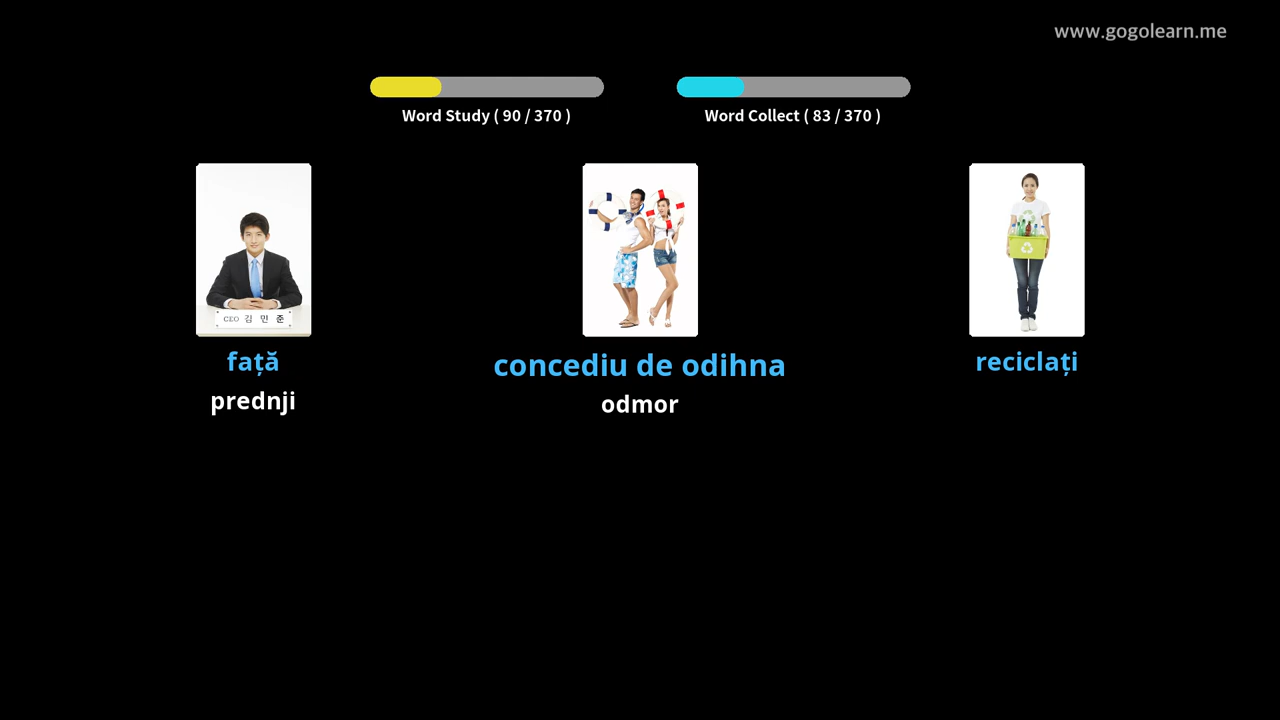 www.gogolearn.me
Word Study ( 90 / 370 )
Word Collect ( 83 / 370 )
CEO 김 민 준
față
concediu de odihna
reciclați
prednji
odmor